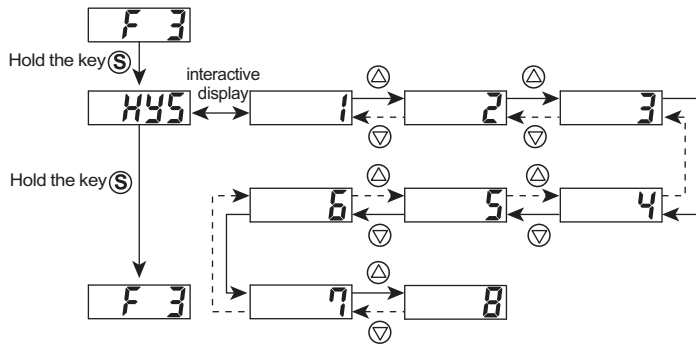 F 3
Hold the key S
interactive
display
HYS 1 2 3
Hold the key S
6 5 4
F 3 7 8